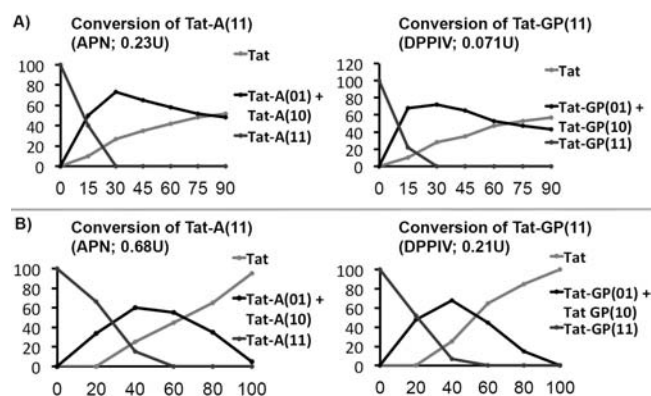 A)
Conversion of Tat-A(11)
(APN; 0.23U)
100
80
60
40
20
0
0 15 30 45 60 75 90
Tat
Tat-A(01) +
Tat-A(10)
Tat-A(11)
Conversion of Tat-GP(11)
(DPPIV; 0.071U)
120
100
80
60
40
20
0
0 15 30 45 60 75 90
Tat
Tat-GP(01) +
Tat-GP(10)
Tat-GP(11)
B)
Conversion of Tat-A(11)
(APN; 0.68U)
100
80
60
40
20
0
0 20 40 60 80 100
Tat
Tat-A(01) +
Tat-A(10)
Tat-A(11)
Conversion of Tat-GP(11)
(DPPIV; 0.21U)
100
80
60
40
20
0
0 20 40 60 80 100
Tat
Tat-GP(01) +
Tat GP(10)
Tat-GP(11)